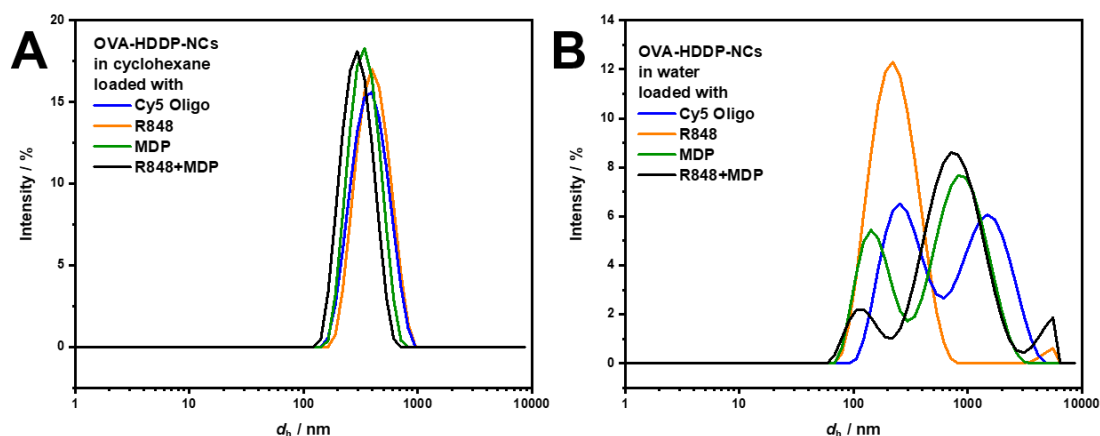 A
OVA-HDDP-NCs
in cyclohexane
loaded with
Cy5 Oligo
R848
MDP
R848+MDP
Intensity / %
20
15
10
5
0
1
10
100
1000
10000
d_h / nm
B
OVA-HDDP-NCs
in water
loaded with
Cy5 Oligo
R848
MDP
R848+MDP
Intensity / %
14
12
10
8
6
4
2
0
1
10
100
1000
10000
d_h / nm